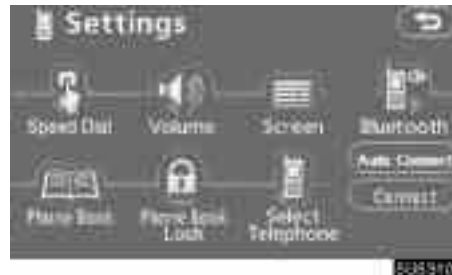 Settings
Speed Dial Volume Screen Bluetooth
Auto Connect
Connect
Phone Book Phone Book Select
Lock Telephone